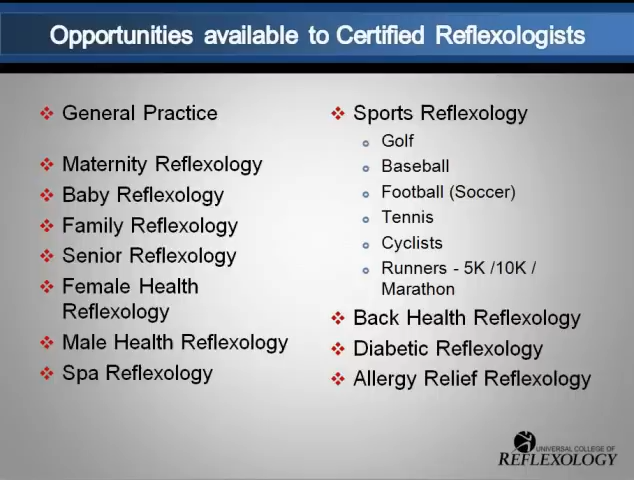 Opportunities available to Certified Reflexologists
General Practice
Maternity Reflexology
Baby Reflexology
Family Reflexology
Senior Reflexology
Female Health
Reflexology
Male Health Reflexology
Spa Reflexology
Sports Reflexology
Golf
Baseball
Football (Soccer)
Tennis
Cyclists
Runners - 5K /10K /
Marathon
Back Health Reflexology
Diabetic Reflexology
Allergy Relief Reflexology
UNIVERSAL COLLEGE OF
REFLEXOLOGY